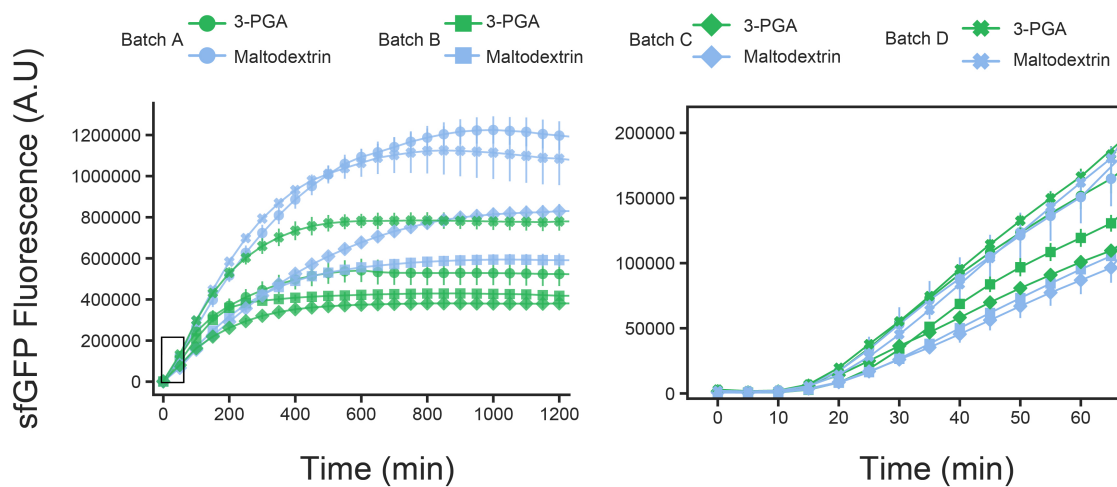 3-PGA
Batch A
Maltodextrin
3-PGA
Batch B
Maltodextrin
3-PGA
Batch C
Maltodextrin
3-PGA
Batch D
Maltodextrin
sfGFP Fluorescence (A.U)
1200000
1000000
800000
600000
400000
200000
0
0 200 400 600 800 1000 1200
Time (min)
200000
150000
100000
50000
0
0 10 20 30 40 50 60
Time (min)